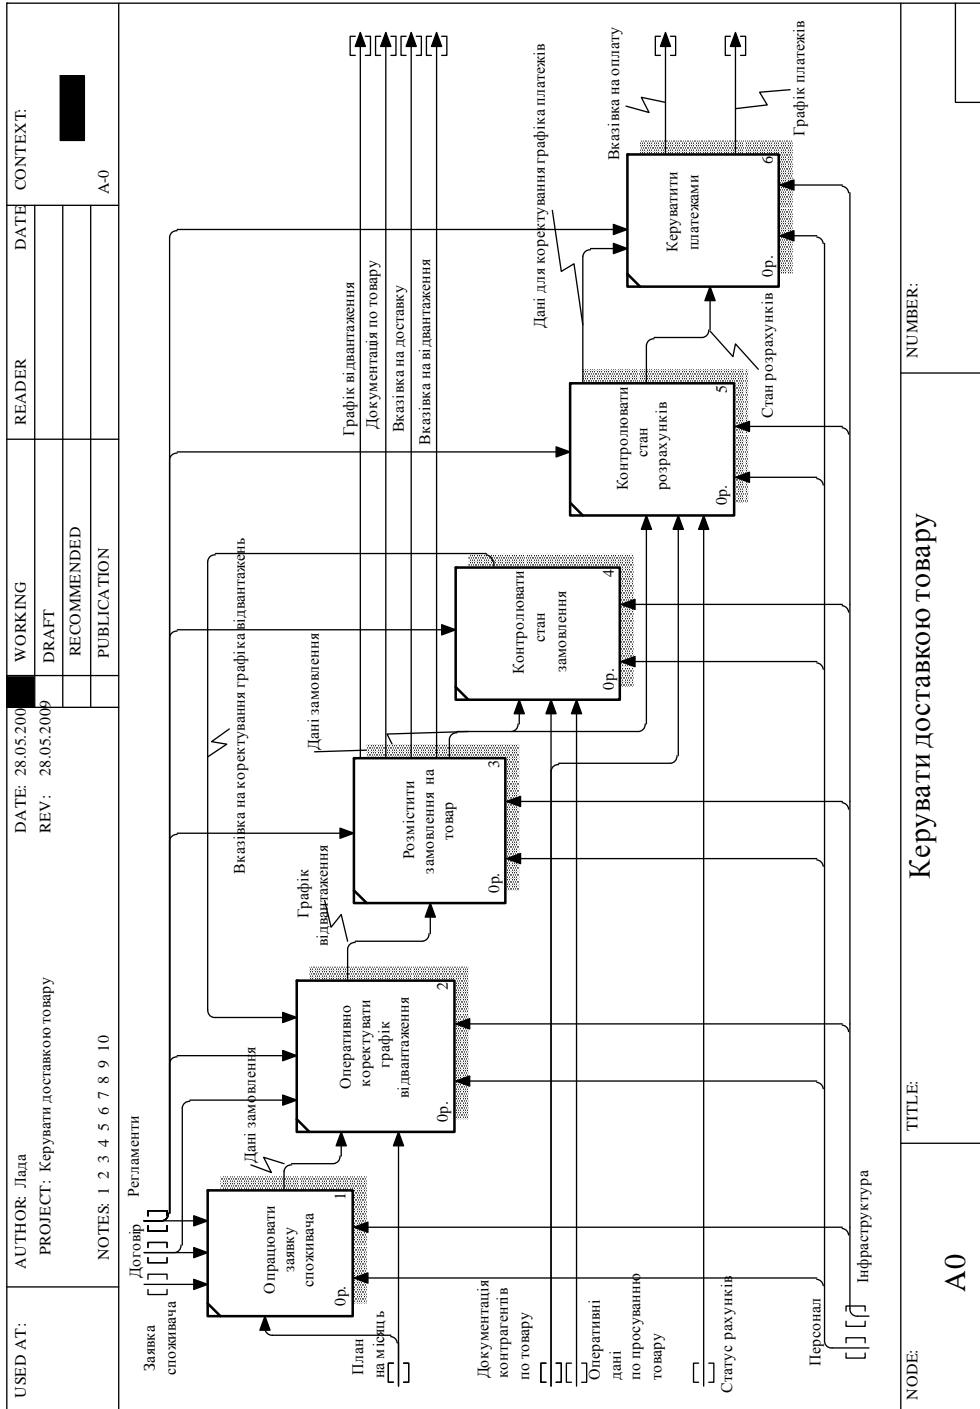 USED AT:
AUTHOR: Лада
PROJECT: Керувати доставкою товару
NOTES: 1 2 3 4 5 6 7 8 9 10
DATE: 28.05.200
REV: 28.05.2009
WORKING
DRAFT
RECOMMENDED
PUBLICATION
READER
DATE
CONTEXT:
A-0
Заявка
споживача
Договір
Регламенти
План
на місяць
Опрацювати
заявку
споживача
0р.
1
Дані замовлення
Оперативно
коректувати
графік
відвантаження
0р.
2
Графік
відвантаження
Вказівка на коректування графіка відвантажень
Розмістити
замовлення на
товар
0р.
3
Дані замовлення
Графік відвантаження
Документація по товару
Вказівка на доставку
Вказівка на відвантаження
Контролювати
стан
замовлення
0р.
4
Контролювати
стан
розрахунків
0р.
5
Дані для коректування графіка платежів
Стан розрахунків
Керуватити
платежами
0р.
6
Вказівка на оплату
Графік платежів
Документація
контрагентів
по товару
Оперативні
дані
по просуванню
товару
Статус рахунків
Персонал
Інфраструктура
NODE:
A0
TITLE:
Керувати доставкою товару
NUMBER: